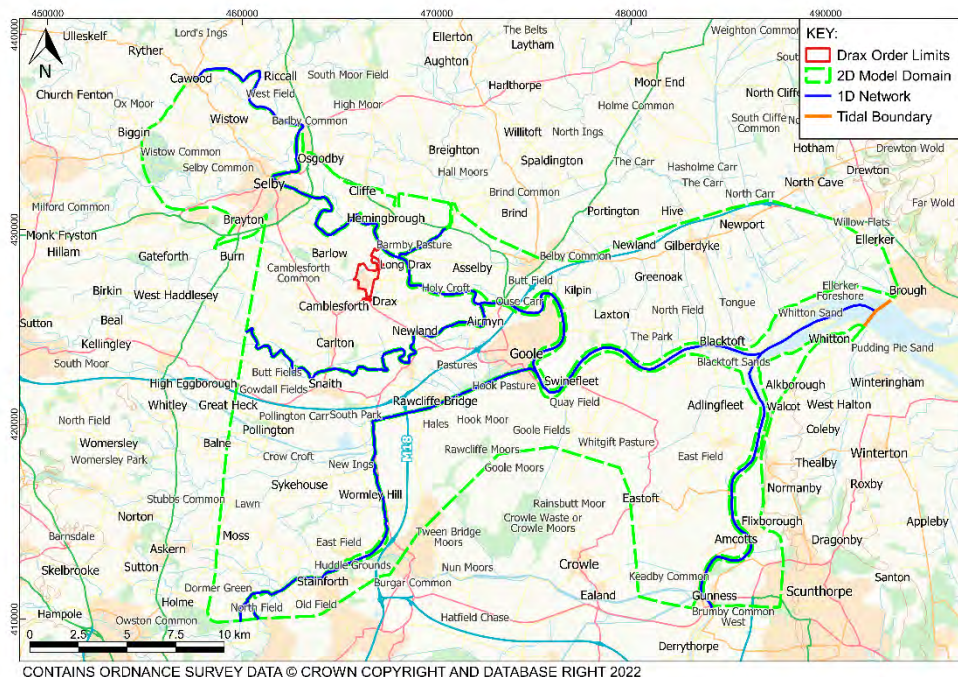 450000 460000 470000 480000 490000
440000
Ulleskelf
Lord's Ings
Ellerton
The Belts
Weighton Common
KEY:
Ryther
Laytham
Drax Order Limits
Aughton
2D Model Domain
N
Cawood
Riccall
South Moor Field
Harlthorpe
Moor End
1D Network
Church Fenton
West Field
Holme Common
North Cliffe
Tidal Boundary
Ox Moor
High Moor
South Cliffe
Common
Wistow
Barlby Common
Willitoft
North Ings
Hotham
Drewton Wold
Biggin
Osgodby
Breighton
Spaldington
The Carr
Hasholme Carr
Drewton
Wistow Common
Hall Moors
The Carr
North Cave
Selby Common
Selby
Cliffe
Brind Common
North Carr
Far Wold
Milford Common
Brayton
Hemingbrough
Brind
Portington
Hive
Newport
Willow-Flats
420000
Monk Fryston
Barmby Pasture
Newland
Ellerker
Hillam
Gateforth
Burn
Barlow
Long Drax
Asselby
Belby Common
Gilberdyke
Camblesforth
Common
Butt Field
Greenoak
Ellerker
Foreshore
Brough
Birkin
West Haddlesey
Holy Croft
Kilpin
Tongue
Drax
Ouse Carr
Whitton Sand
Sutton
Beal
Camblesforth
Airmyn
Laxton
North Field
Newland
The Park
Blacktoft
Whitton
Kellingley
Carlton
Goole
Pudding Pie Sand
South Moor
Butt Fields
Pastures
Blacktoft Sands
High Eggborough
Gowdall Fields
Snaith
Hook Pasture
Swinefleet
Alkborough
Winteringham
Whitley
Great Heck
Rawcliffe-Bridge
Quay Field
Adlingfleet
Walcot
West Halton
North Field
Pollington Carr
South Park
Hales
Hook Moor
420000
Pollington
Goole Fields
Coleby
Womersley
Balne
M18
Rawcliffe Moors
Whitgift Pasture
East Field
Winterton
Womersley Park
Crow Croft
New Ings
Goole Moors
Thealby
Stubbs Common
Lawn
Sykehouse
Wormley Hill
Eastoft
Normanby
Roxby
Rainsbutt Moor
Norton
Moss
Tween Bridge
Moors
Crowle Waste or
Crowle Moors
Flixborough
Appleby
Barnsdale
Askern
East Field
Amcotts
Dragonby
Skelbrooke
Sutton
Huddle Grounds
Nun Moors
Crowle
Keadby Common
Santon
Dormer Green
Stainforth
Burgar Common
Scunthorpe
Hampole
Holme
North Field
Old Field
Ealand
Gunness
410000
Owston Common
Hatfield Chase
Brumby Common
West
0 2.5 5 7.5 10 km
Derrythorpe
CONTAINS ORDNANCE SURVEY DATA © CROWN COPYRIGHT AND DATABASE RIGHT 2022